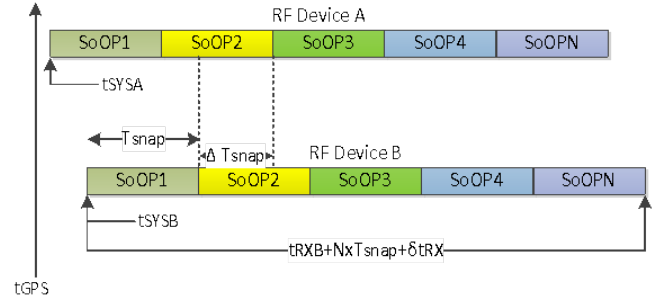 RF Device A
SoOP1 SoOP2 SoOP3 SoOP4 SoOPN
tSYSA
Tsnap
Δ Tsnap
RF Device B
SoOP1 SoOP2 SoOP3 SoOP4 SoOPN
tSYSB
tRXB+NxTsnap+δtRX
tGPS